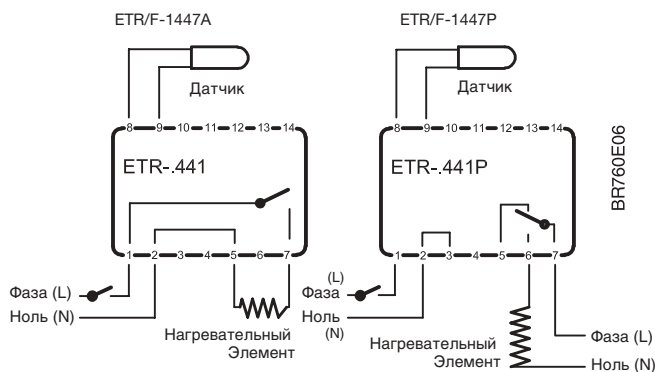 ETR/F-1447A
ETR/F-1447P
Датчик
Датчик
8 9 10 11 12 13 14
8 9 10 11 12 13 14
ETR-.441
ETR-.441P
BR760E06
1 2 3 4 5 6 7
1 2 3 4 5 6 7
Фаза (L)
Ноль (N)
Нагревательный
Элемент
(L)
Фаза
Ноль
(N)
Нагревательный
Элемент
Фаза (L)
Ноль (N)